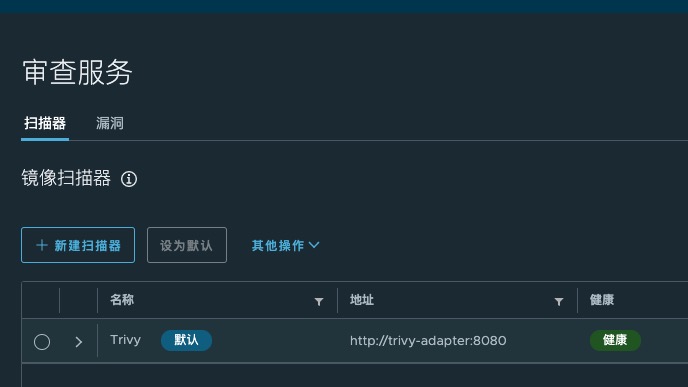 审查服务
扫描器 漏洞
镜像扫描器
新建扫描器 设为默认 其他操作
名称 地址 健康
Trivy 默认 http://trivy-adapter:8080 健康